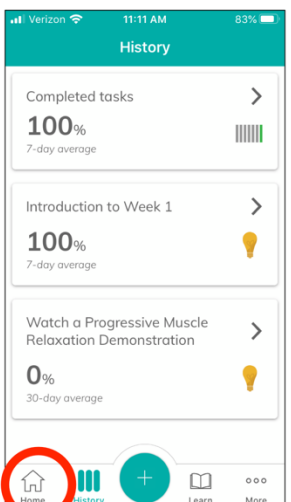 Verizon 11:11 AM 83%
History
Completed tasks
100%
7-day average
Introduction to Week 1
100%
7-day average
Watch a Progressive Muscle
Relaxation Demonstration
0%
30-day average
Home History + Learn More